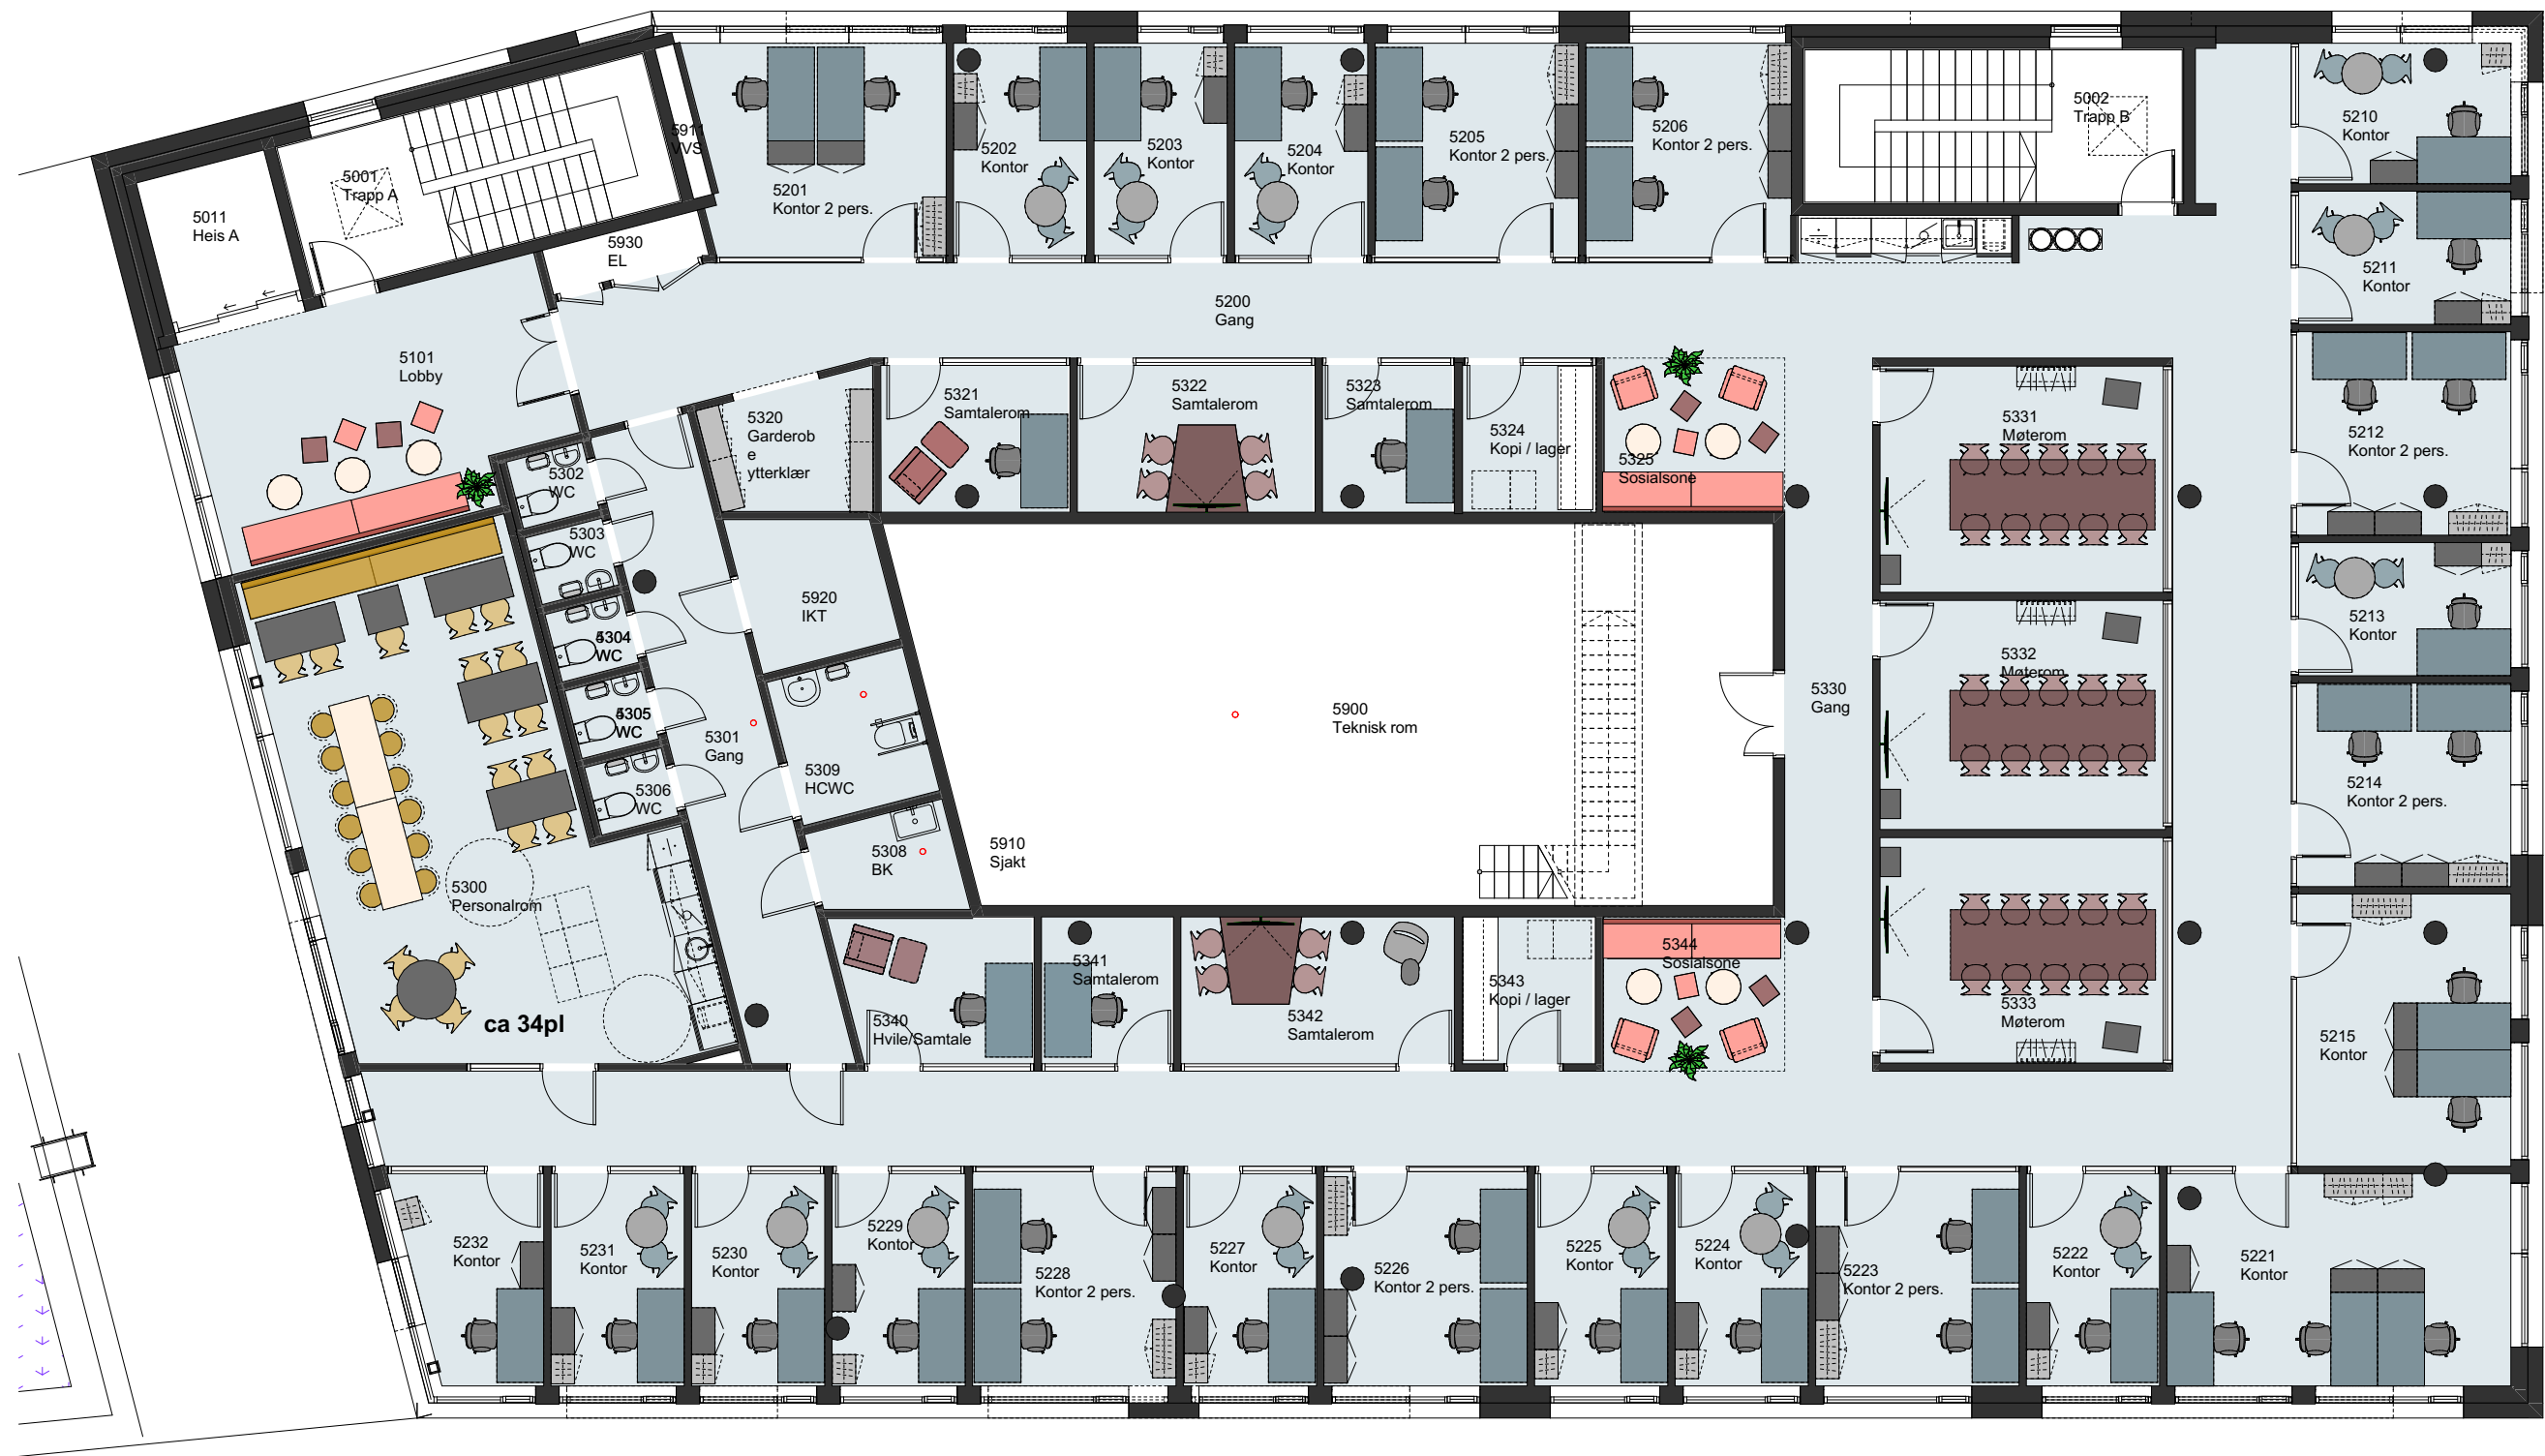 5911
VVS
5002
Trapp B
5210
Kontor
5202
Kontor
5203
Kontor
5204
Kontor
5205
Kontor 2 pers.
5206
Kontor 2 pers.
5001
Trapp A
5201
Kontor 2 pers.
5011
Heis A
5930
EL
5211
Kontor
5200
Gang
5101
Lobby
5320
Garderob
e
ytterklær
5321
Samtalerom
5322
Samtalerom
5323
Samtalerom
5324
Kopi / lager
5325
Sosialsone
5331
Møterom
5212
Kontor 2 pers.
5302
WC
5303
WC
5304
WC
5305
WC
5306
WC
5920
IKT
5213
Kontor
5332
Møterom
5330
Gang
5900
Teknisk rom
5301
Gang
5309
HCWC
5214
Kontor 2 pers.
5308
BK
5910
Sjakt
5300
Personalrom
ca 34pl
5340
Hvile/Samtale
5341
Samtalerom
5342
Samtalerom
5343
Kopi / lager
5344
Sosialsone
5333
Møterom
5215
Kontor
5232
Kontor
5231
Kontor
5230
Kontor
5229
Kontor
5228
Kontor 2 pers.
5227
Kontor
5226
Kontor 2 pers.
5225
Kontor
5224
Kontor
5223
Kontor 2 pers.
5222
Kontor
5221
Kontor